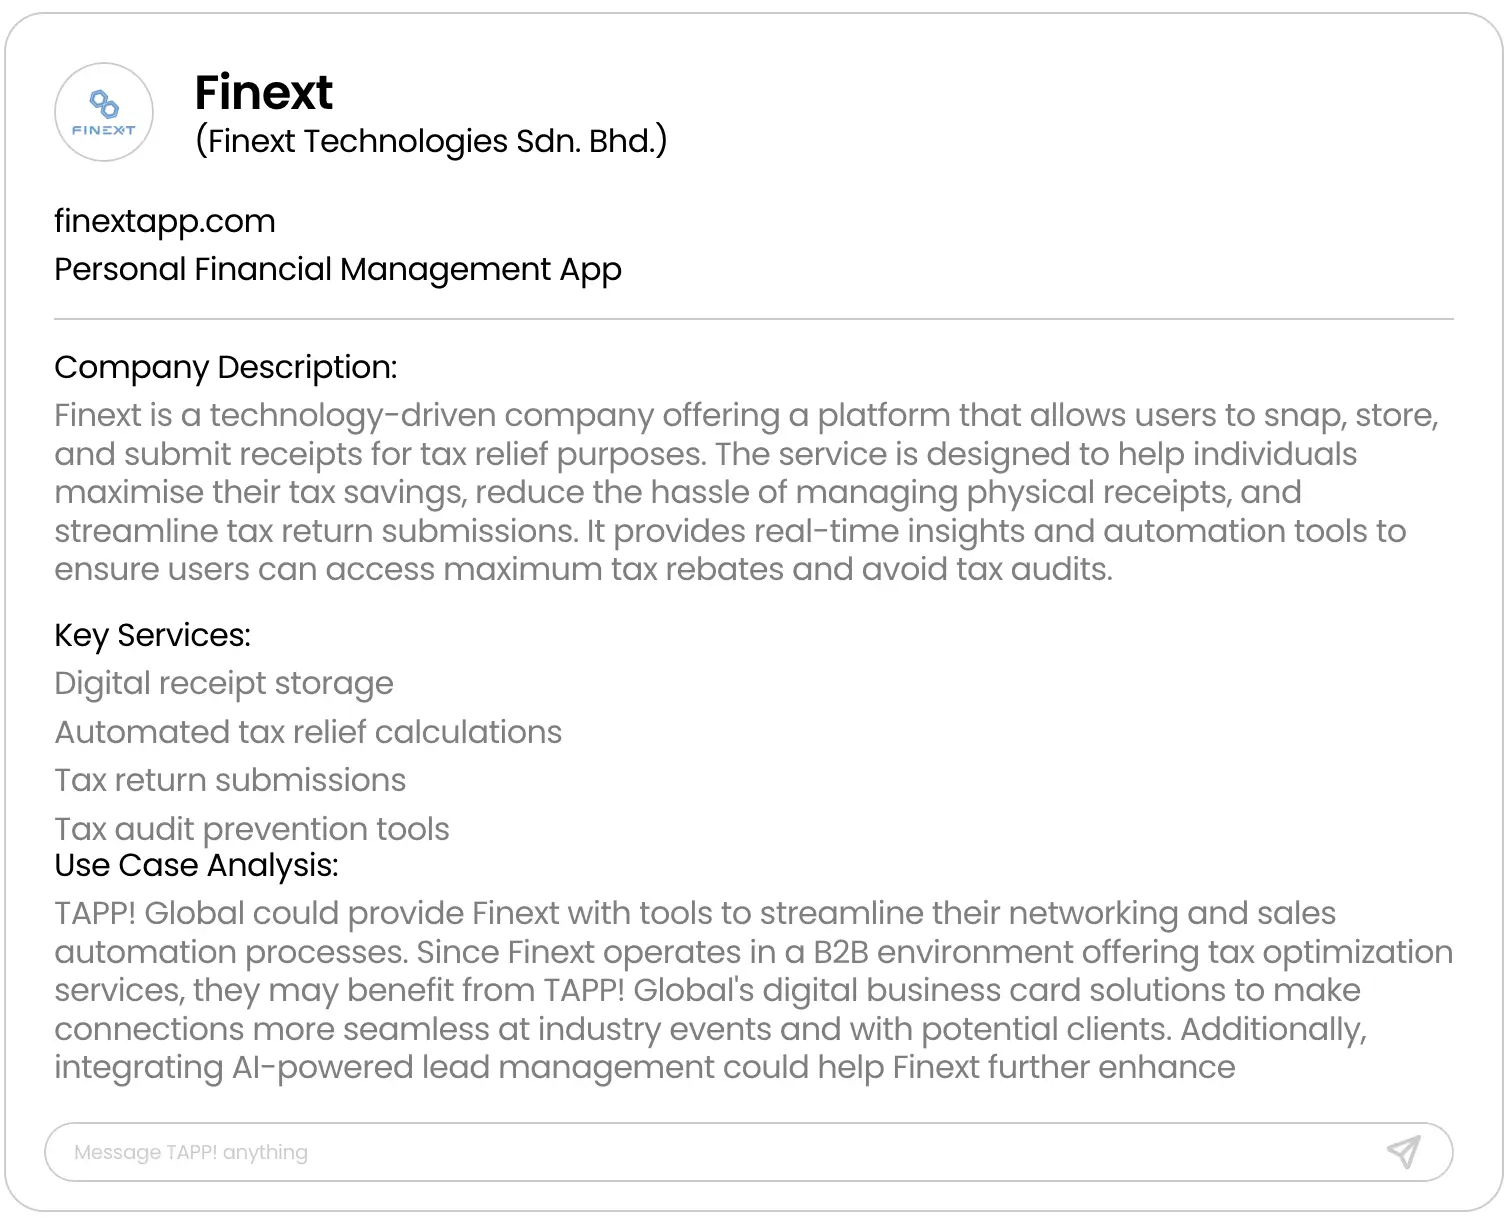 FINEXT
Finext
(Finext Technologies Sdn. Bhd.)
finextapp.com
Personal Financial Management App
Company Description:
Finext is a technology-driven company offering a platform that allows users to snap, store,
and submit receipts for tax relief purposes. The service is designed to help individuals
maximise their tax savings, reduce the hassle of managing physical receipts, and
streamline tax return submissions. It provides real-time insights and automation tools to
ensure users can access maximum tax rebates and avoid tax audits.
Key Services:
Digital receipt storage
Automated tax relief calculations
Tax return submissions
Tax audit prevention tools
Use Case Analysis:
TAPP! Global could provide Finext with tools to streamline their networking and sales
automation processes. Since Finext operates in a B2B environment offering tax optimization
services, they may benefit from TAPP! Global's digital business card solutions to make
connections more seamless at industry events and with potential clients. Additionally,
integrating AI-powered lead management could help Finext further enhance
Message TAPP! anything